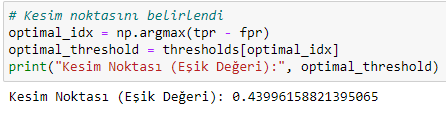 # Kesim noktasını belirlendi
optimal_idx = np.argmax(tpr - fpr)
optimal_threshold = thresholds[optimal_idx]
print("Kesim Noktası (Eşik Değeri):", optimal_threshold)
Kesim Noktası (Eşik Değeri): 0.43996158821395065